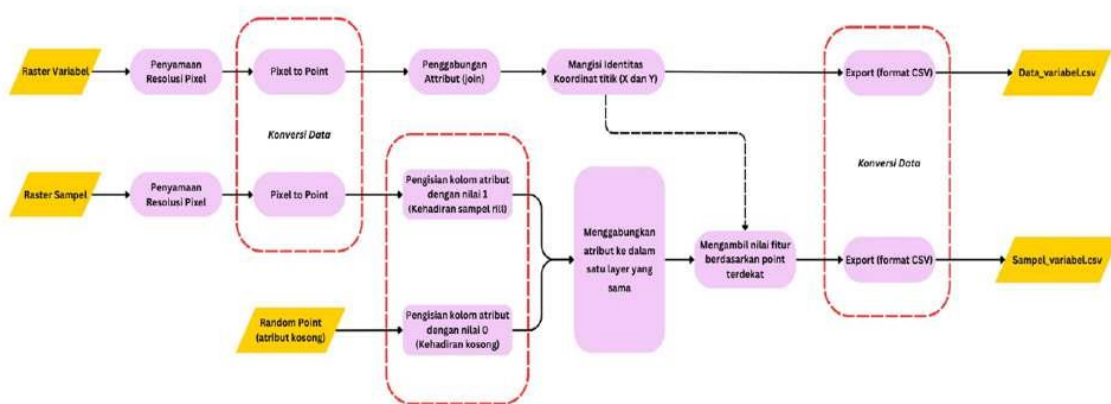 Raster Variabel
Penyamaan
Resolusi Pixel
Pixel to Point
Penggabungan
Attribut (join)
Mangisi Identitas
Koordinat titik (X dan Y)
Export (format CSV)
Data_variabel.csv
Konversi Data
Konversi Data
Raster Sampel
Penyamaan
Resolusi Pixel
Pixel to Point
Pengisian kolom atribut
dengan nilai 1
(Kehadiran sampel riil)
Menggabungkan
atribut ke dalam
satu layer yang
sama
Mengambil nilai fitur
berdasarkan point
terdekat
Export (format CSV)
Sampel_variabel.csv
Random Point
(atribut kosong)
Pengisian kolom atribut
dengan nilai 0
(Kehadiran kosong)